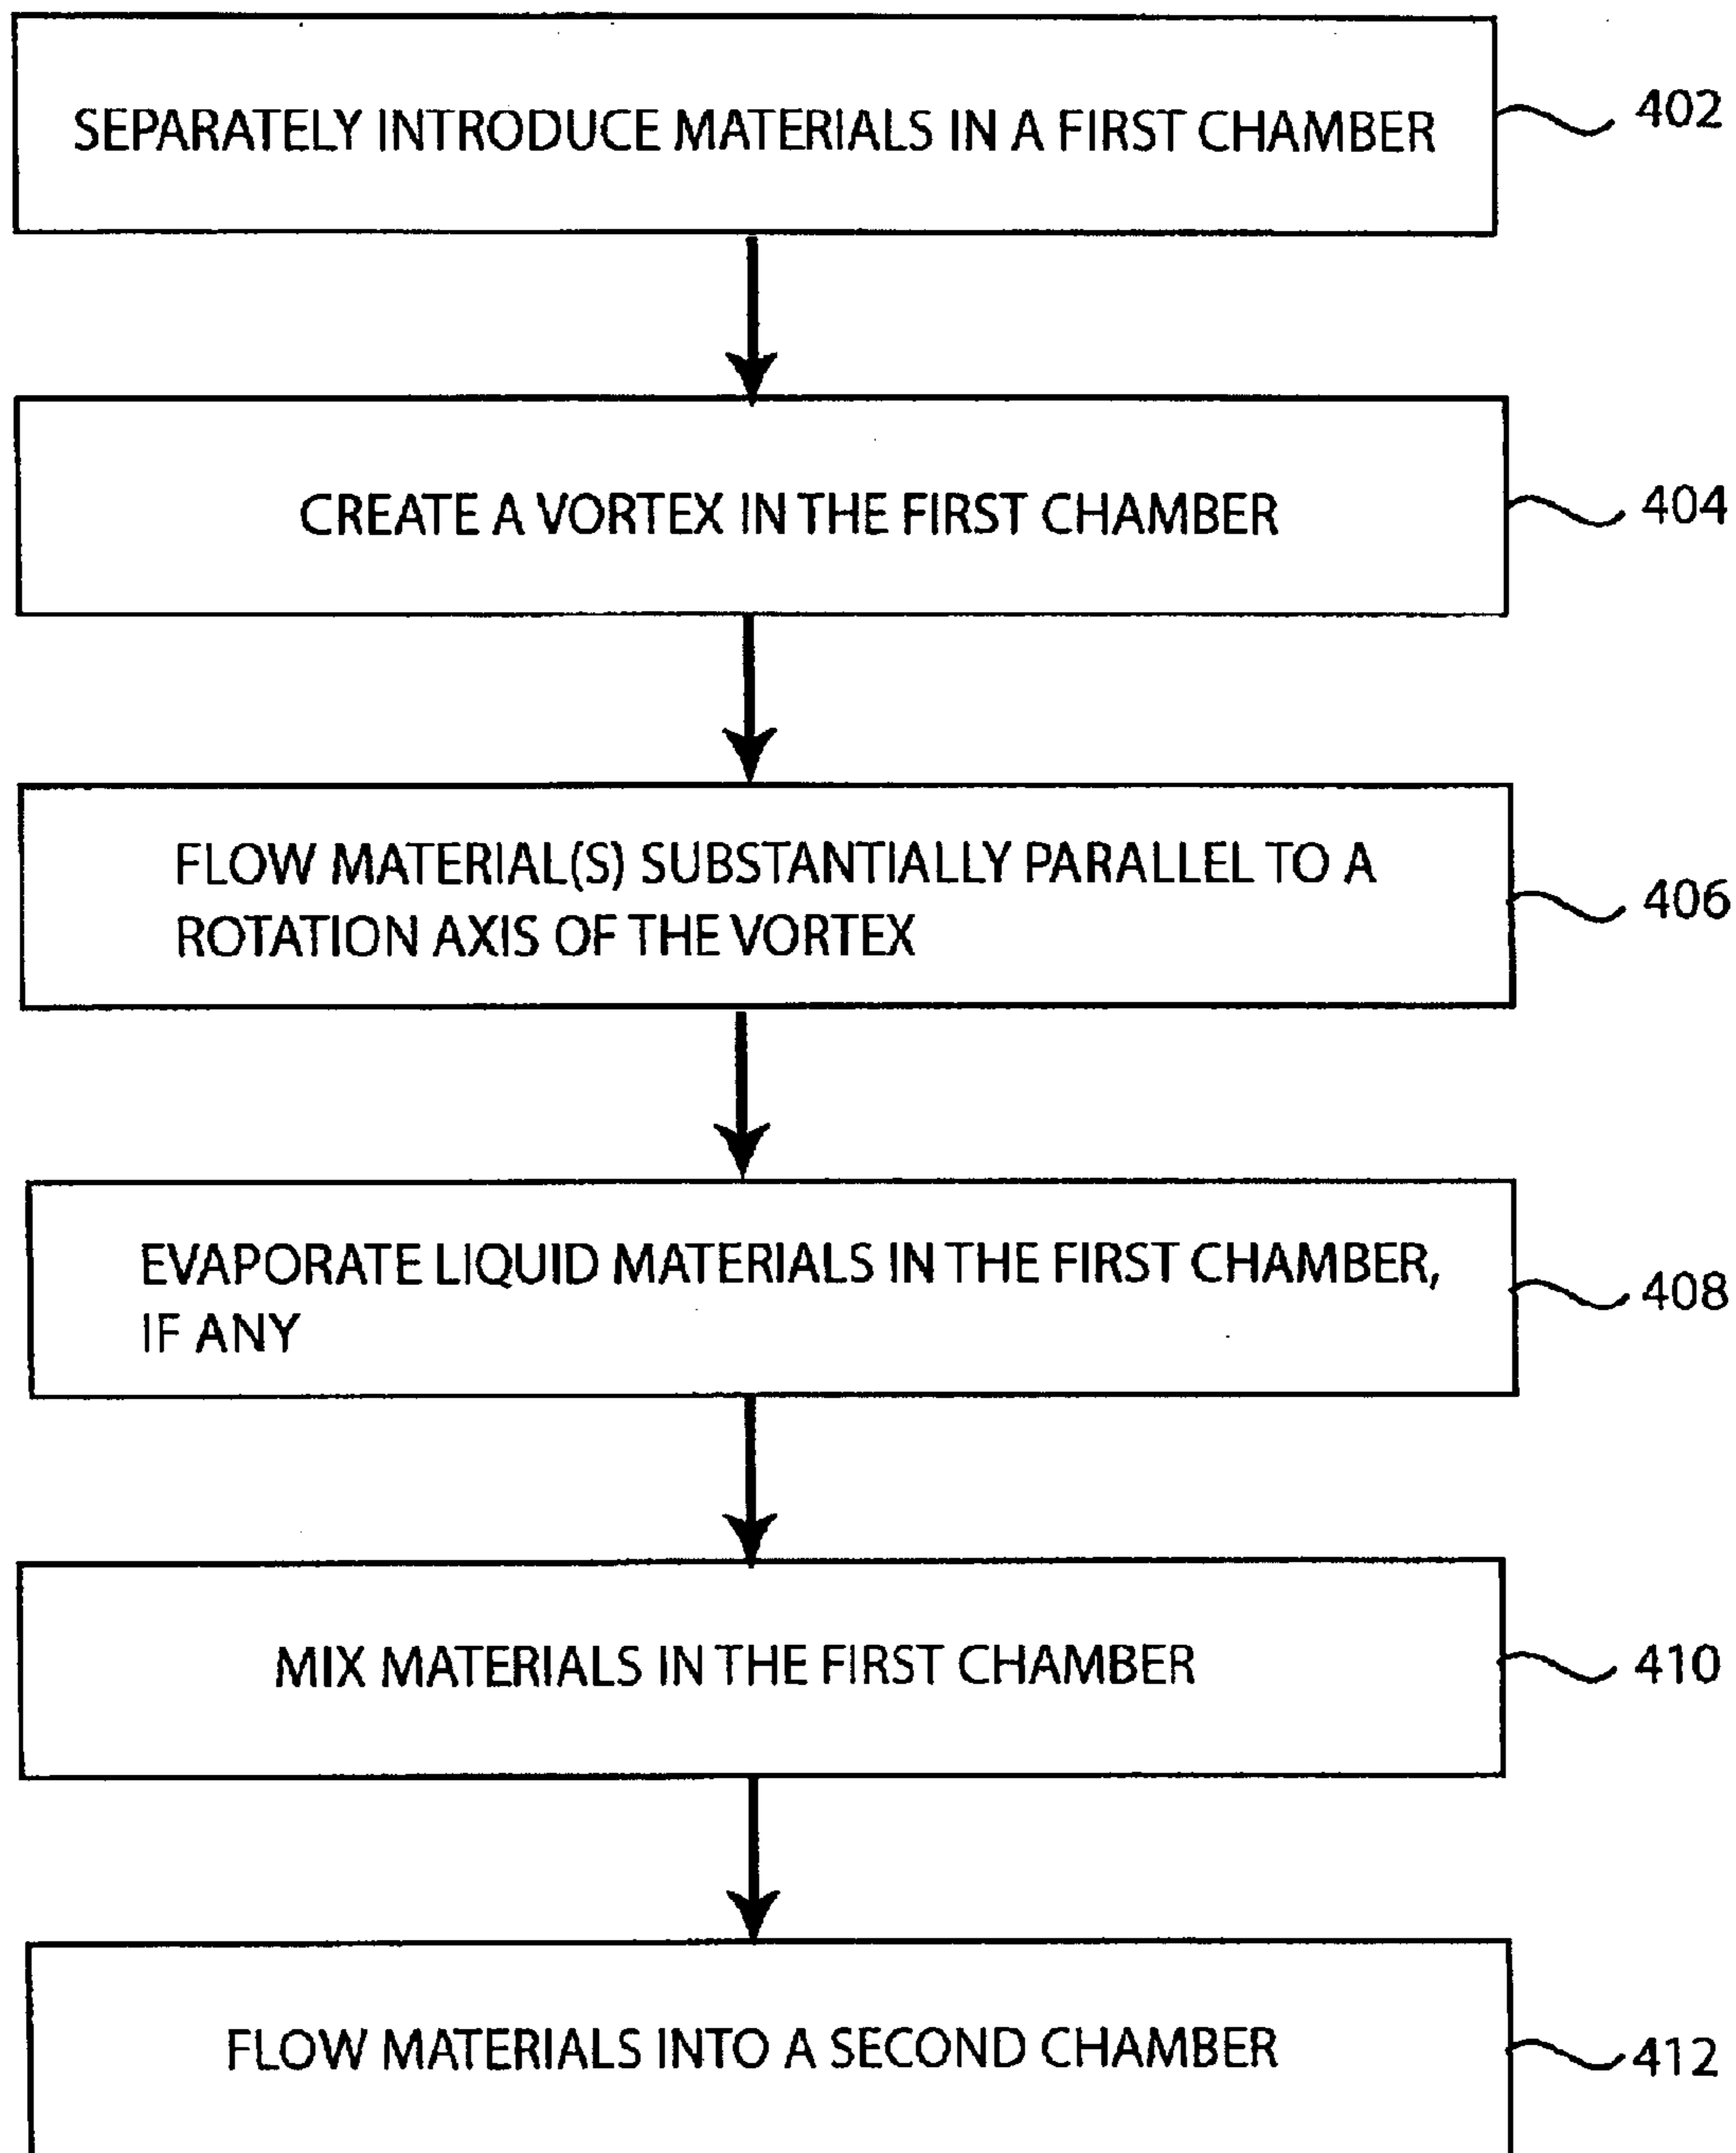 SEPARATELY INTRODUCE MATERIALS IN A FIRST CHAMBER
402
CREATE A VORTEX IN THE FIRST CHAMBER
404
FLOW MATERIAL(S) SUBSTANTIALLY PARALLEL TO A
ROTATION AXIS OF THE VORTEX
406
EVAPORATE LIQUID MATERIALS IN THE FIRST CHAMBER,
IF ANY
408
MIX MATERIALS IN THE FIRST CHAMBER
410
FLOW MATERIALS INTO A SECOND CHAMBER
412